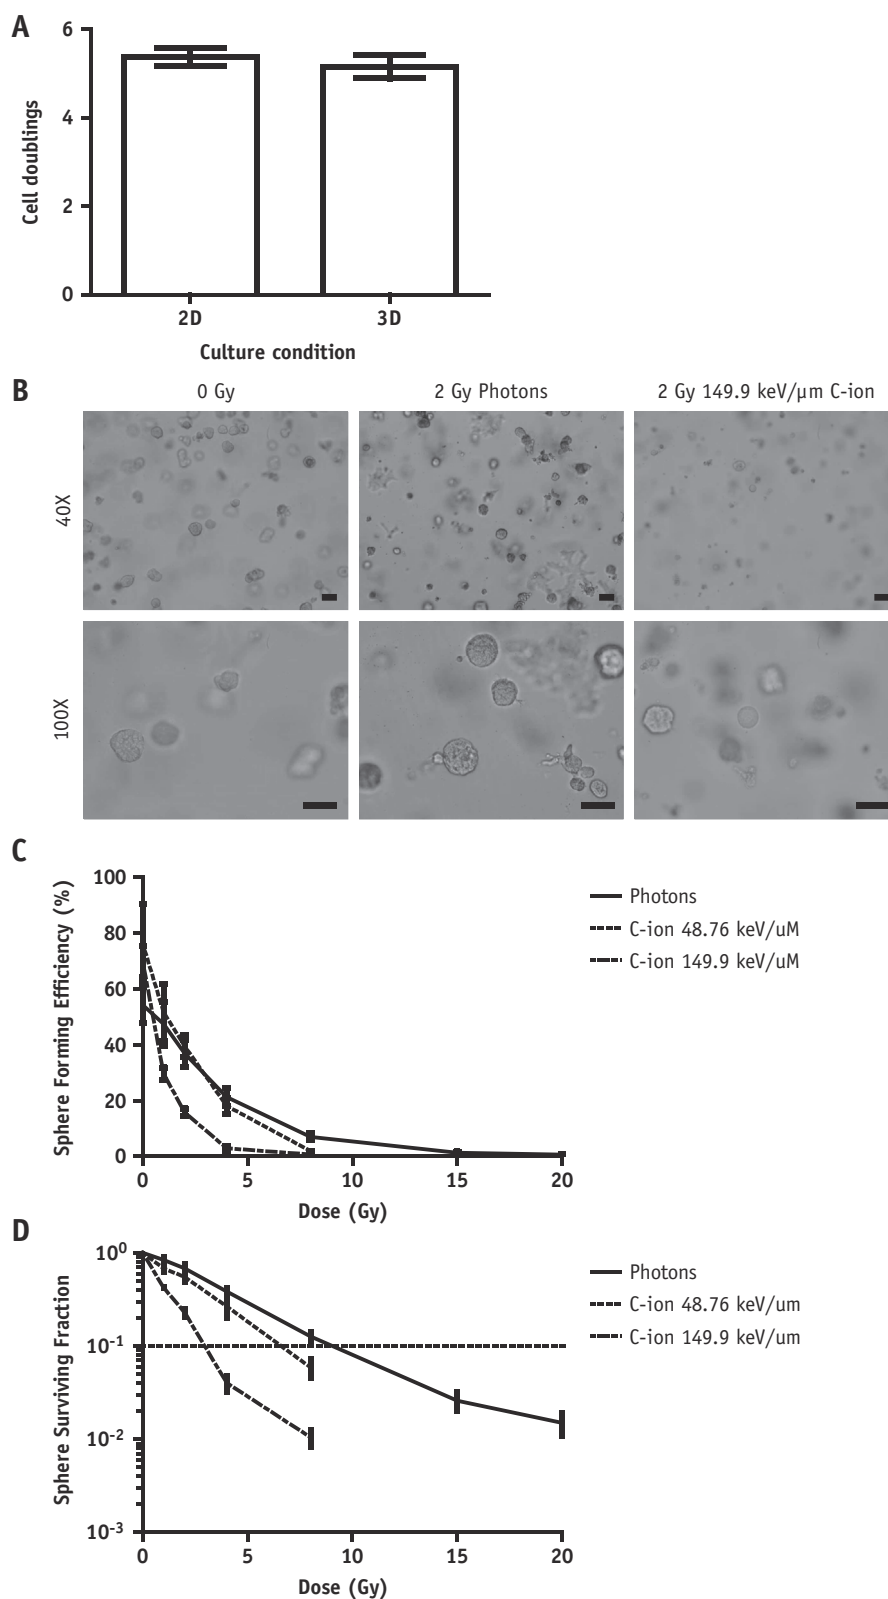 A
6
4
2
0
Cell doublings
2D 3D
Culture condition
B
0 Gy 2 Gy Photons 2 Gy 149.9 keV/µm C-ion
40X
100X
C
100
80
60
40
20
0
Sphere Forming Efficiency (%)
0 5 10 15 20
Dose (Gy)
Photons
C-ion 48.76 keV/uM
C-ion 149.9 keV/uM
D
10⁰
10⁻¹
10⁻²
10⁻³
Sphere Surviving Fraction
0 5 10 15 20
Dose (Gy)
Photons
C-ion 48.76 keV/um
C-ion 149.9 keV/um